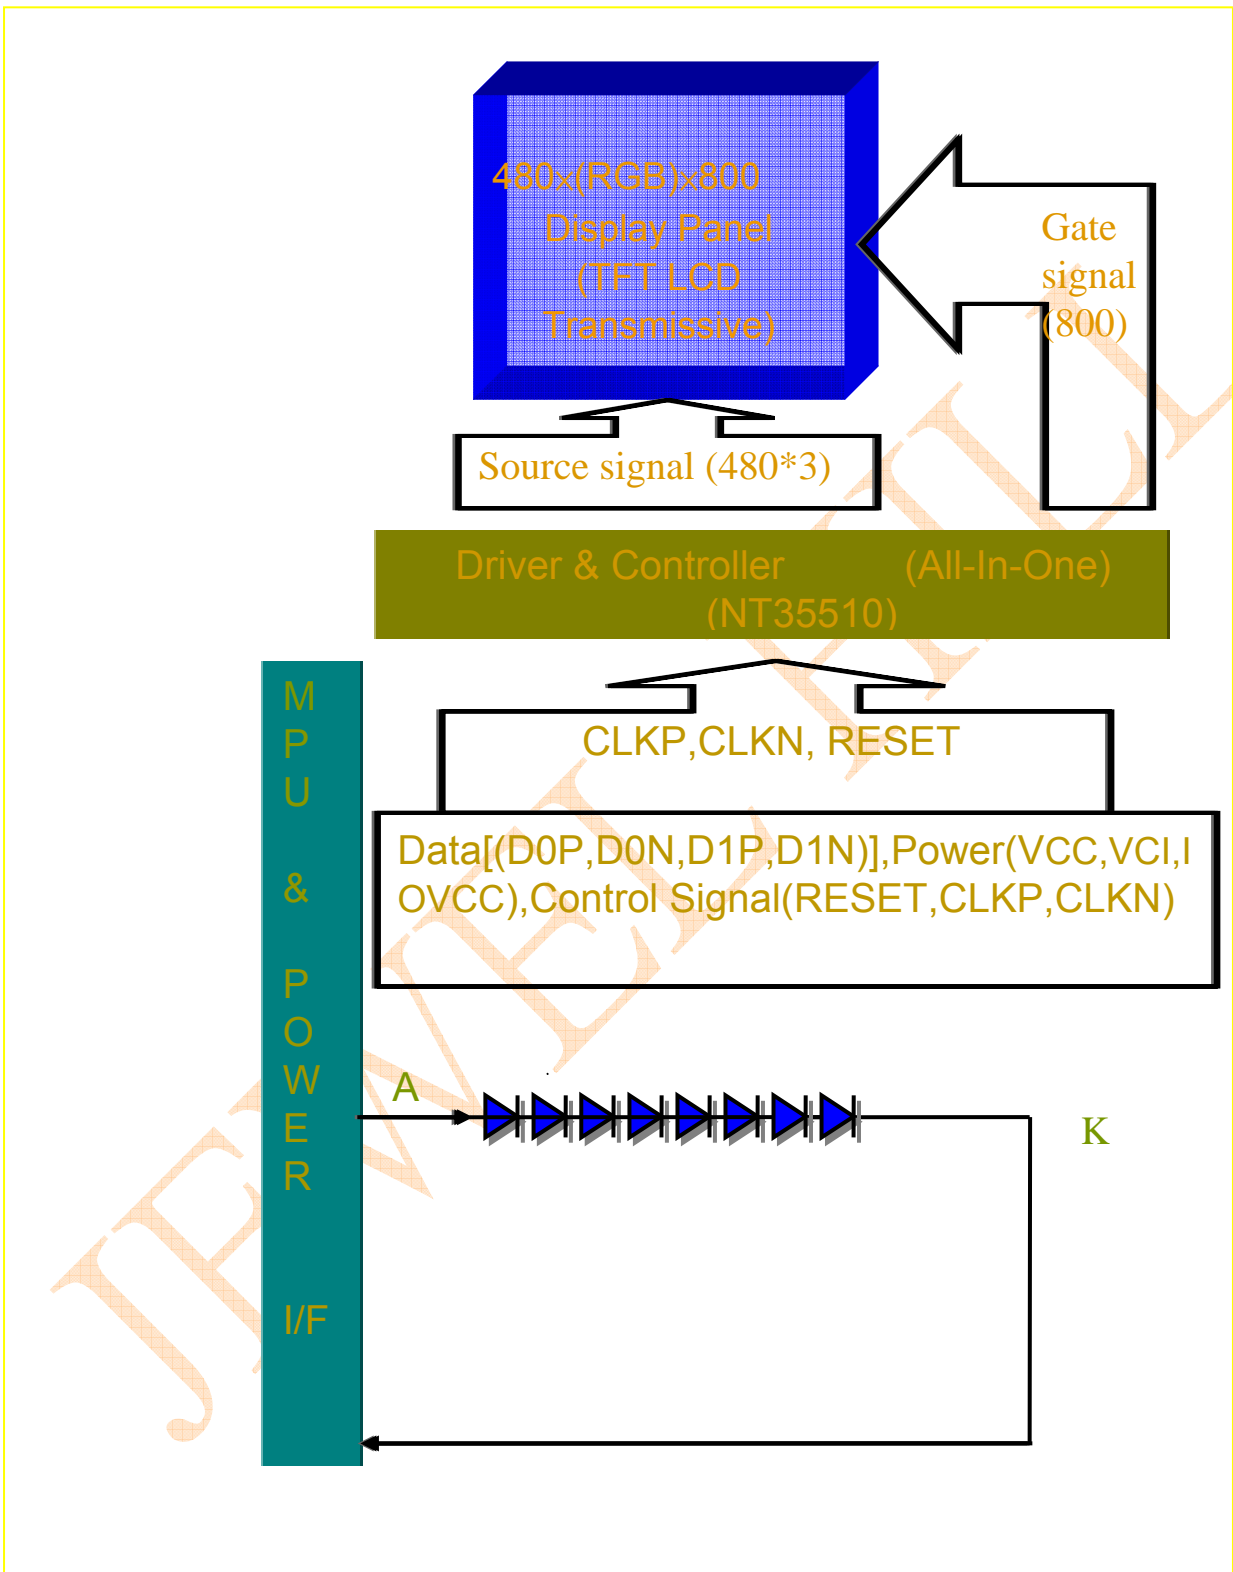 480x(RGB)x800
Display Panel
(TFT LCD
Transmissive)
Gate
signal
(800)
Source signal (480*3)
Driver & Controller (All-In-One)
(NT35510)
M
P
U
&
P
O
W
E
R
I/F
CLKP,CLKN, RESET
Data[(D0P,D0N,D1P,D1N)],Power(VCC,VCI,I
OVCC),Control Signal(RESET,CLKP,CLKN)
A
K
JEWEL HILL